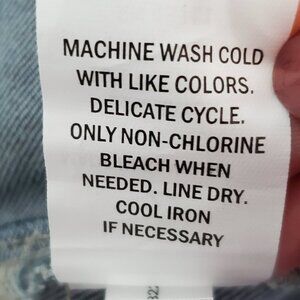 MACHINE WASH COLD
WITH LIKE COLORS.
DELICATE CYCLE.
ONLY NON-CHLORINE
BLEACH WHEN
NEEDED. LINE DRY.
COOL IRON
IF NECESSARY